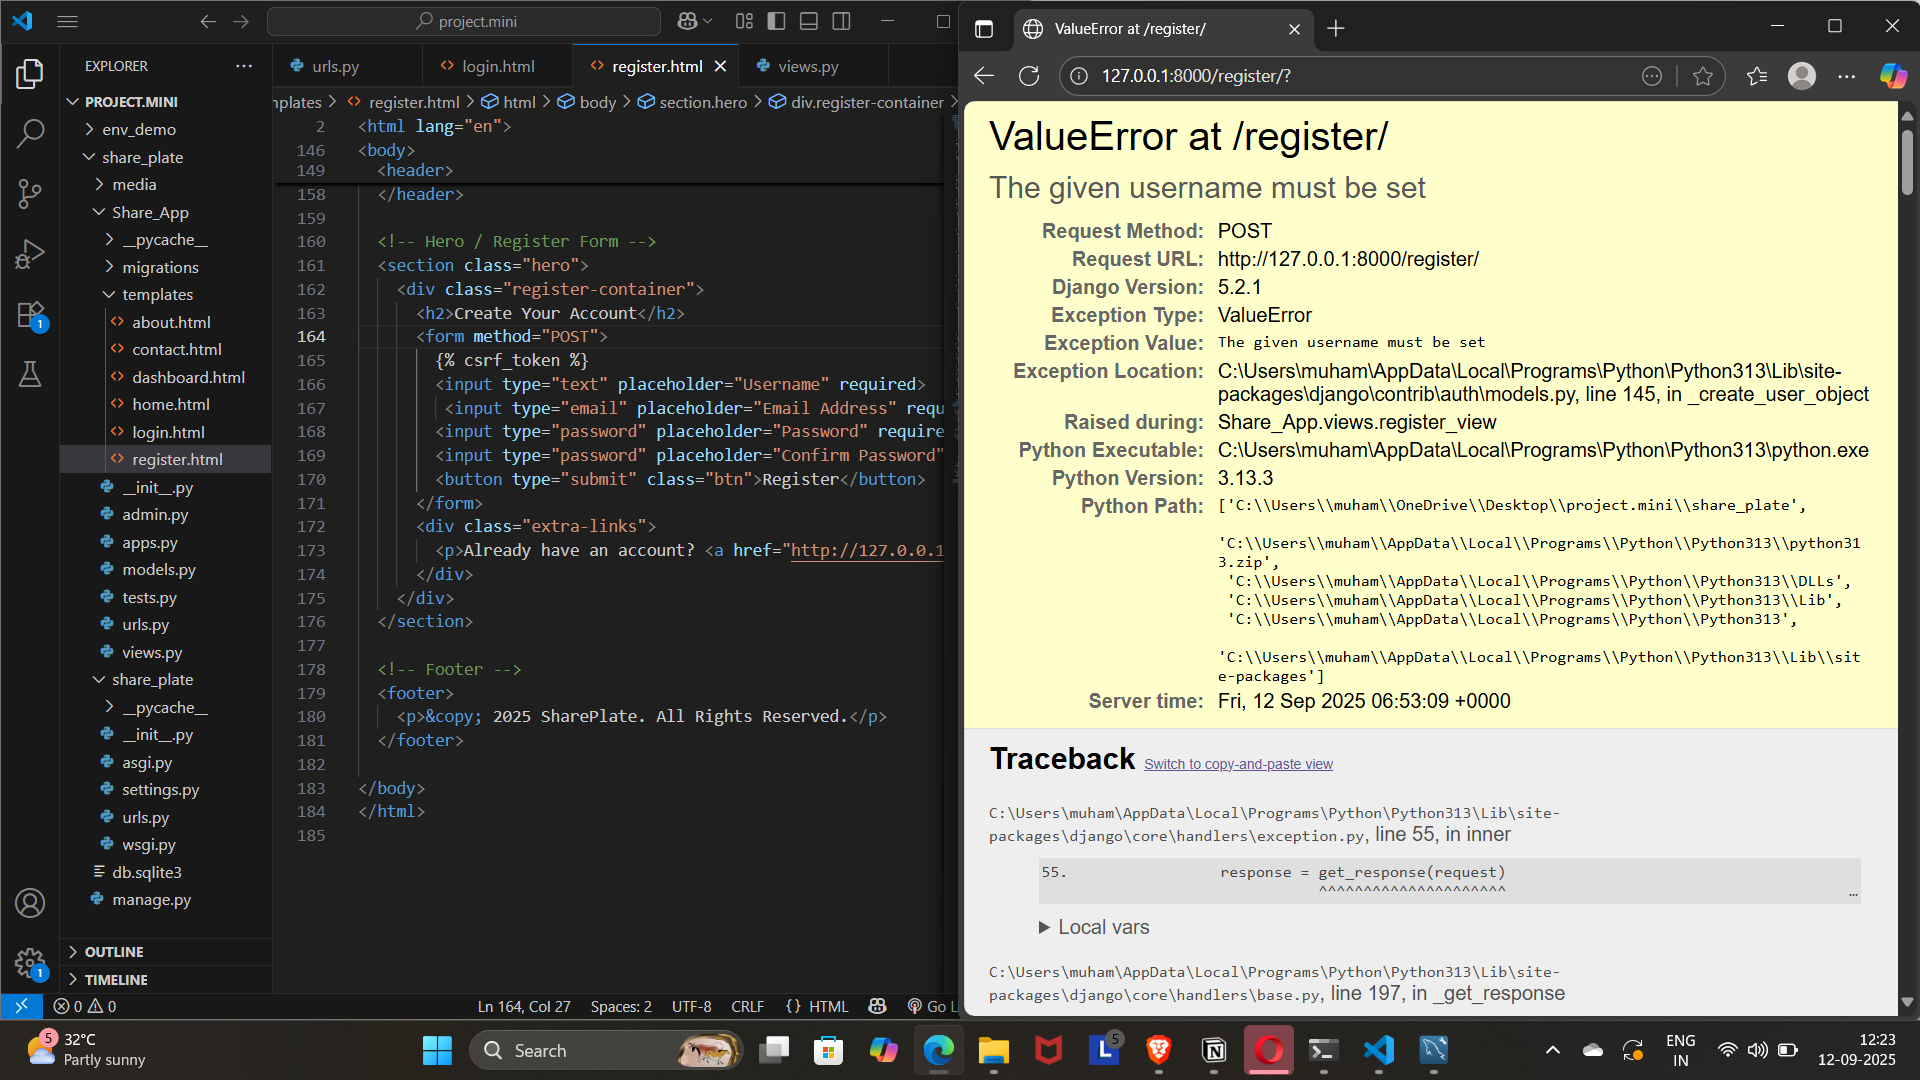 project.mini
EXPLORER
PROJECT.MINI
env_demo
share_plate
media
Share_App
__pycache__
migrations
templates
about.html
contact.html
dashboard.html
home.html
login.html
register.html
__init__.py
admin.py
apps.py
models.py
tests.py
urls.py
views.py
share_plate
__pycache__
__init__.py
asgi.py
settings.py
urls.py
wsgi.py
db.sqlite3
manage.py
OUTLINE
TIMELINE
1
1
urls.py
login.html
register.html
views.py
mplates > register.html > html > body > section.hero > div.register-container
2 <html lang="en">
146 <body>
149 <header>
158 </header>
159
160 <!-- Hero / Register Form -->
161 <section class="hero">
162 <div class="register-container">
163 <h2>Create Your Account</h2>
164 <form method="POST">
165 {% csrf_token %}
166 <input type="text" placeholder="Username" required>
167 <input type="email" placeholder="Email Address" requ
168 <input type="password" placeholder="Password" require
169 <input type="password" placeholder="Confirm Password"
170 <button type="submit" class="btn">Register</button>
171 </form>
172 <div class="extra-links">
173 <p>Already have an account? <a href="http://127.0.0.1
174 </div>
175 </div>
176 </section>
177
178 <!-- Footer -->
179 <footer>
180 <p>&copy; 2025 SharePlate. All Rights Reserved.</p>
181 </footer>
182
183 </body>
184 </html>
185
0 0
Ln 164, Col 27
Spaces: 2
UTF-8
CRLF
{} HTML
Go L
ValueError at /register/
127.0.0.1:8000/register/?
ValueError at /register/
The given username must be set
Request Method: POST
Request URL: http://127.0.0.1:8000/register/
Django Version: 5.2.1
Exception Type: ValueError
Exception Value: The given username must be set
Exception Location: C:\Users\muham\AppData\Local\Programs\Python\Python313\Lib\site-
packages\django\contrib\auth\models.py, line 145, in _create_user_object
Raised during: Share_App.views.register_view
Python Executable: C:\Users\muham\AppData\Local\Programs\Python\Python313\python.exe
Python Version: 3.13.3
Python Path: ['C:\\Users\\muham\\OneDrive\\Desktop\\project.mini\\share_plate',
'C:\\Users\\muham\\AppData\\Local\\Programs\\Python\\Python313\\python31
3.zip',
'C:\\Users\\muham\\AppData\\Local\\Programs\\Python\\Python313\\DLLs',
'C:\\Users\\muham\\AppData\\Local\\Programs\\Python\\Python313\\Lib',
'C:\\Users\\muham\\AppData\\Local\\Programs\\Python\\Python313',
'C:\\Users\\muham\\AppData\\Local\\Programs\\Python\\Python313\\Lib\\sit
e-packages']
Server time: Fri, 12 Sep 2025 06:53:09 +0000
Traceback Switch to copy-and-paste view
C:\Users\muham\AppData\Local\Programs\Python\Python313\Lib\site-
packages\django\core\handlers\exception.py, line 55, in inner
55. response = get_response(request)
^^^^^^^^^^^^^^^^^^^^^
…
Local vars
C:\Users\muham\AppData\Local\Programs\Python\Python313\Lib\site-
packages\django\core\handlers\base.py, line 197, in _get_response
5
32°C
Partly sunny
Search
L
5
N
ENG
IN
12:23
12-09-2025